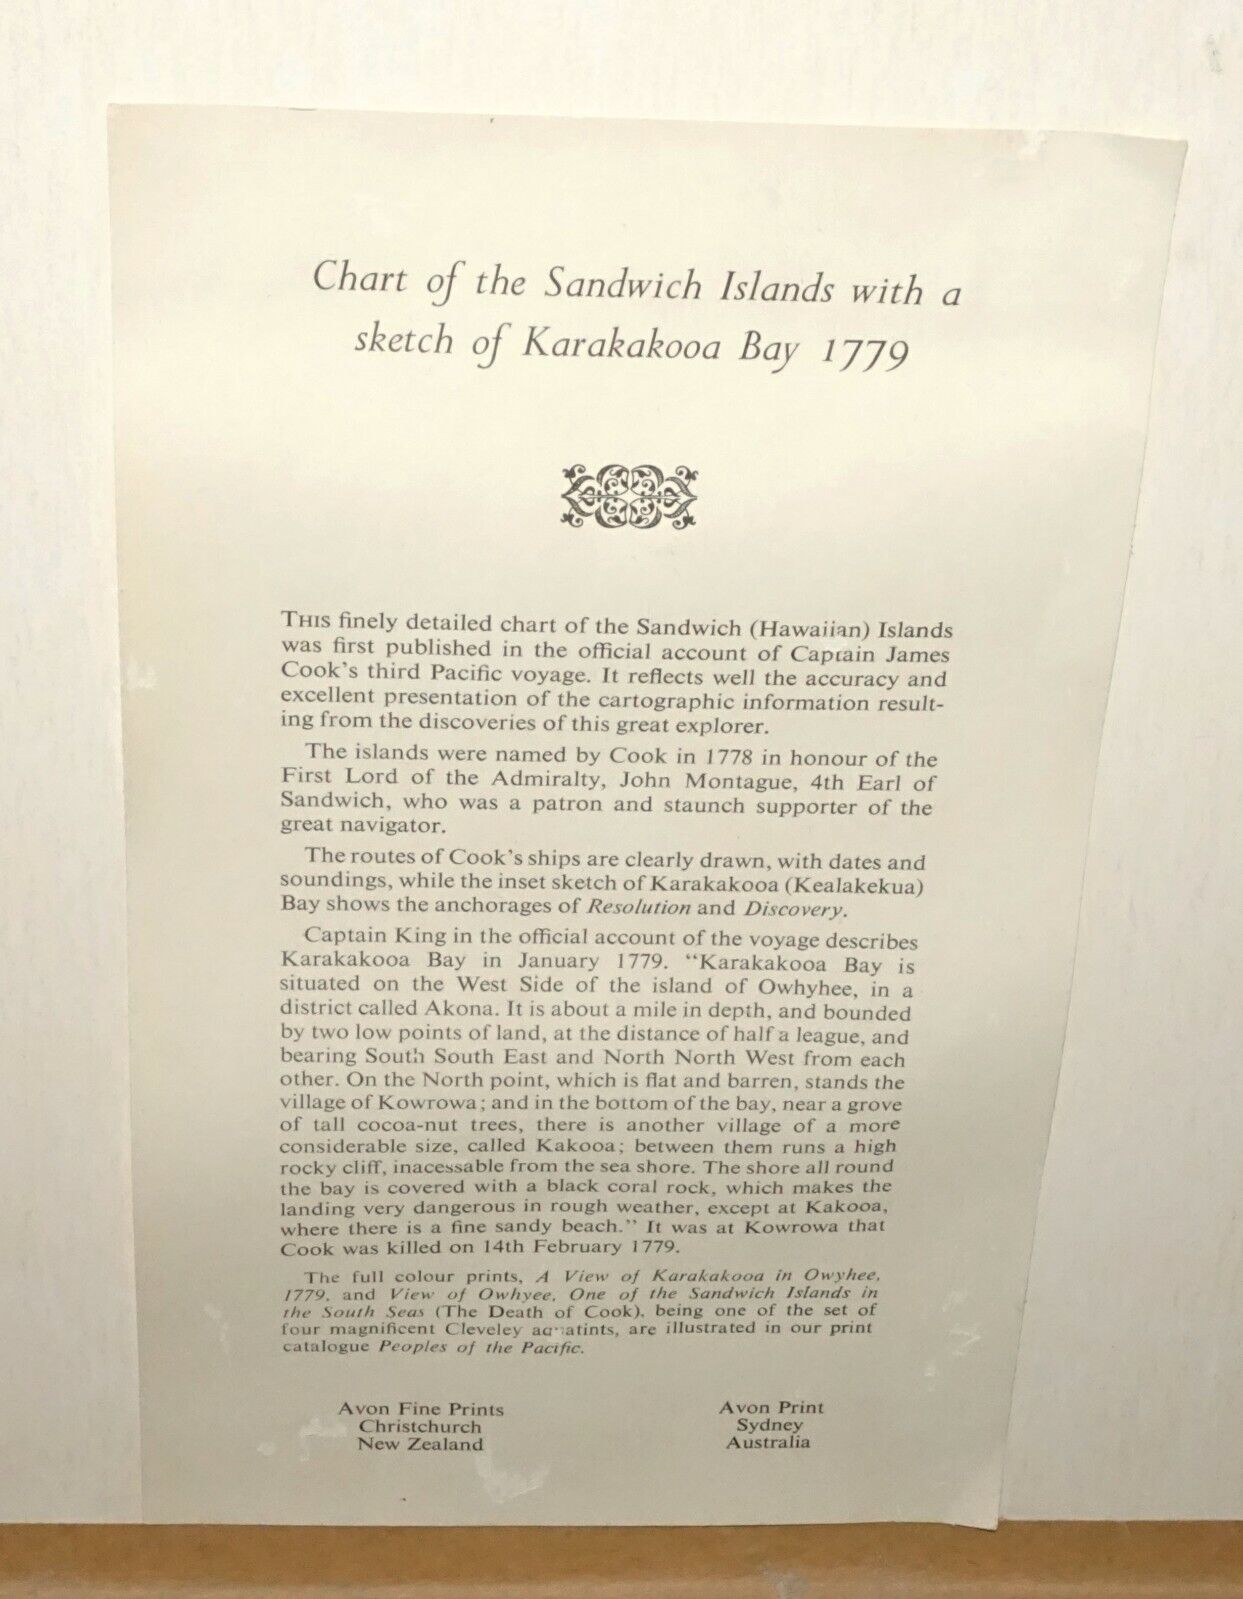 Chart of the Sandwich Islands with a
sketch of Karakakooa Bay 1779
THIS finely detailed chart of the Sandwich (Hawaiian) Islands
was first published in the official account of Captain James
Cook's third Pacific voyage. It reflects well the accuracy and
excellent presentation of the cartographic information result-
ing from the discoveries of this great explorer.
The islands were named by Cook in 1778 in honour of the
First Lord of the Admiralty, John Montague, 4th Earl of
Sandwich, who was a patron and staunch supporter of the
great navigator.
The routes of Cook's ships are clearly drawn, with dates and
soundings, while the inset sketch of Karakakooa (Kealakekua)
Bay shows the anchorages of Resolution and Discovery.
Captain King in the official account of the voyage describes
Karakakooa Bay in January 1779. "Karakakooa Bay is
situated on the West Side of the island of Owhyhee, in a
district called Akona. It is about a mile in depth, and bounded
by two low points of land, at the distance of half a league, and
bearing South South East and North North West from each
other. On the North point, which is flat and barren, stands the
village of Kowrowa; and in the bottom of the bay, near a grove
of tall cocoa-nut trees, there is another village of a more
considerable size, called Kakooa; between them runs a high
rocky cliff, inacessable from the sea shore. The shore all round
the bay is covered with a black coral rock, which makes the
landing very dangerous in rough weather, except at Kakooa,
where there is a fine sandy beach." It was at Kowrowa that
Cook was killed on 14th February 1779.
The full colour prints, A View of Karakakooa in Owyhee,
1779, and View of Owhyee, One of the Sandwich Islands in
the South Seas (The Death of Cook), being one of the set of
four magnificent Cleveley aquatints, are illustrated in our print
catalogue Peoples of the Pacific.
Avon Fine Prints
Christchurch
New Zealand
Avon Print
Sydney
Australia